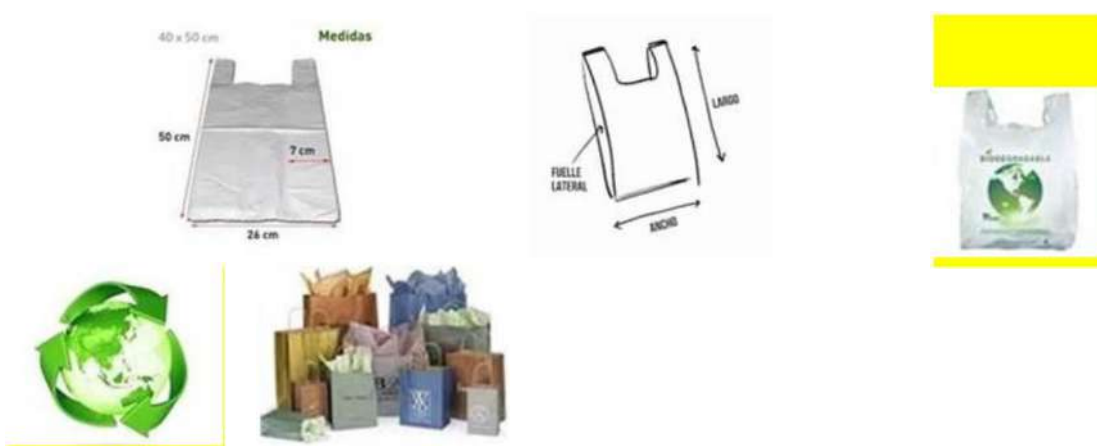 40 x 50 cm
Medidas
50 cm
7 cm
26 cm
LARGO
FUELLE
LATERAL
ANCHO
BIODEGRADABLE